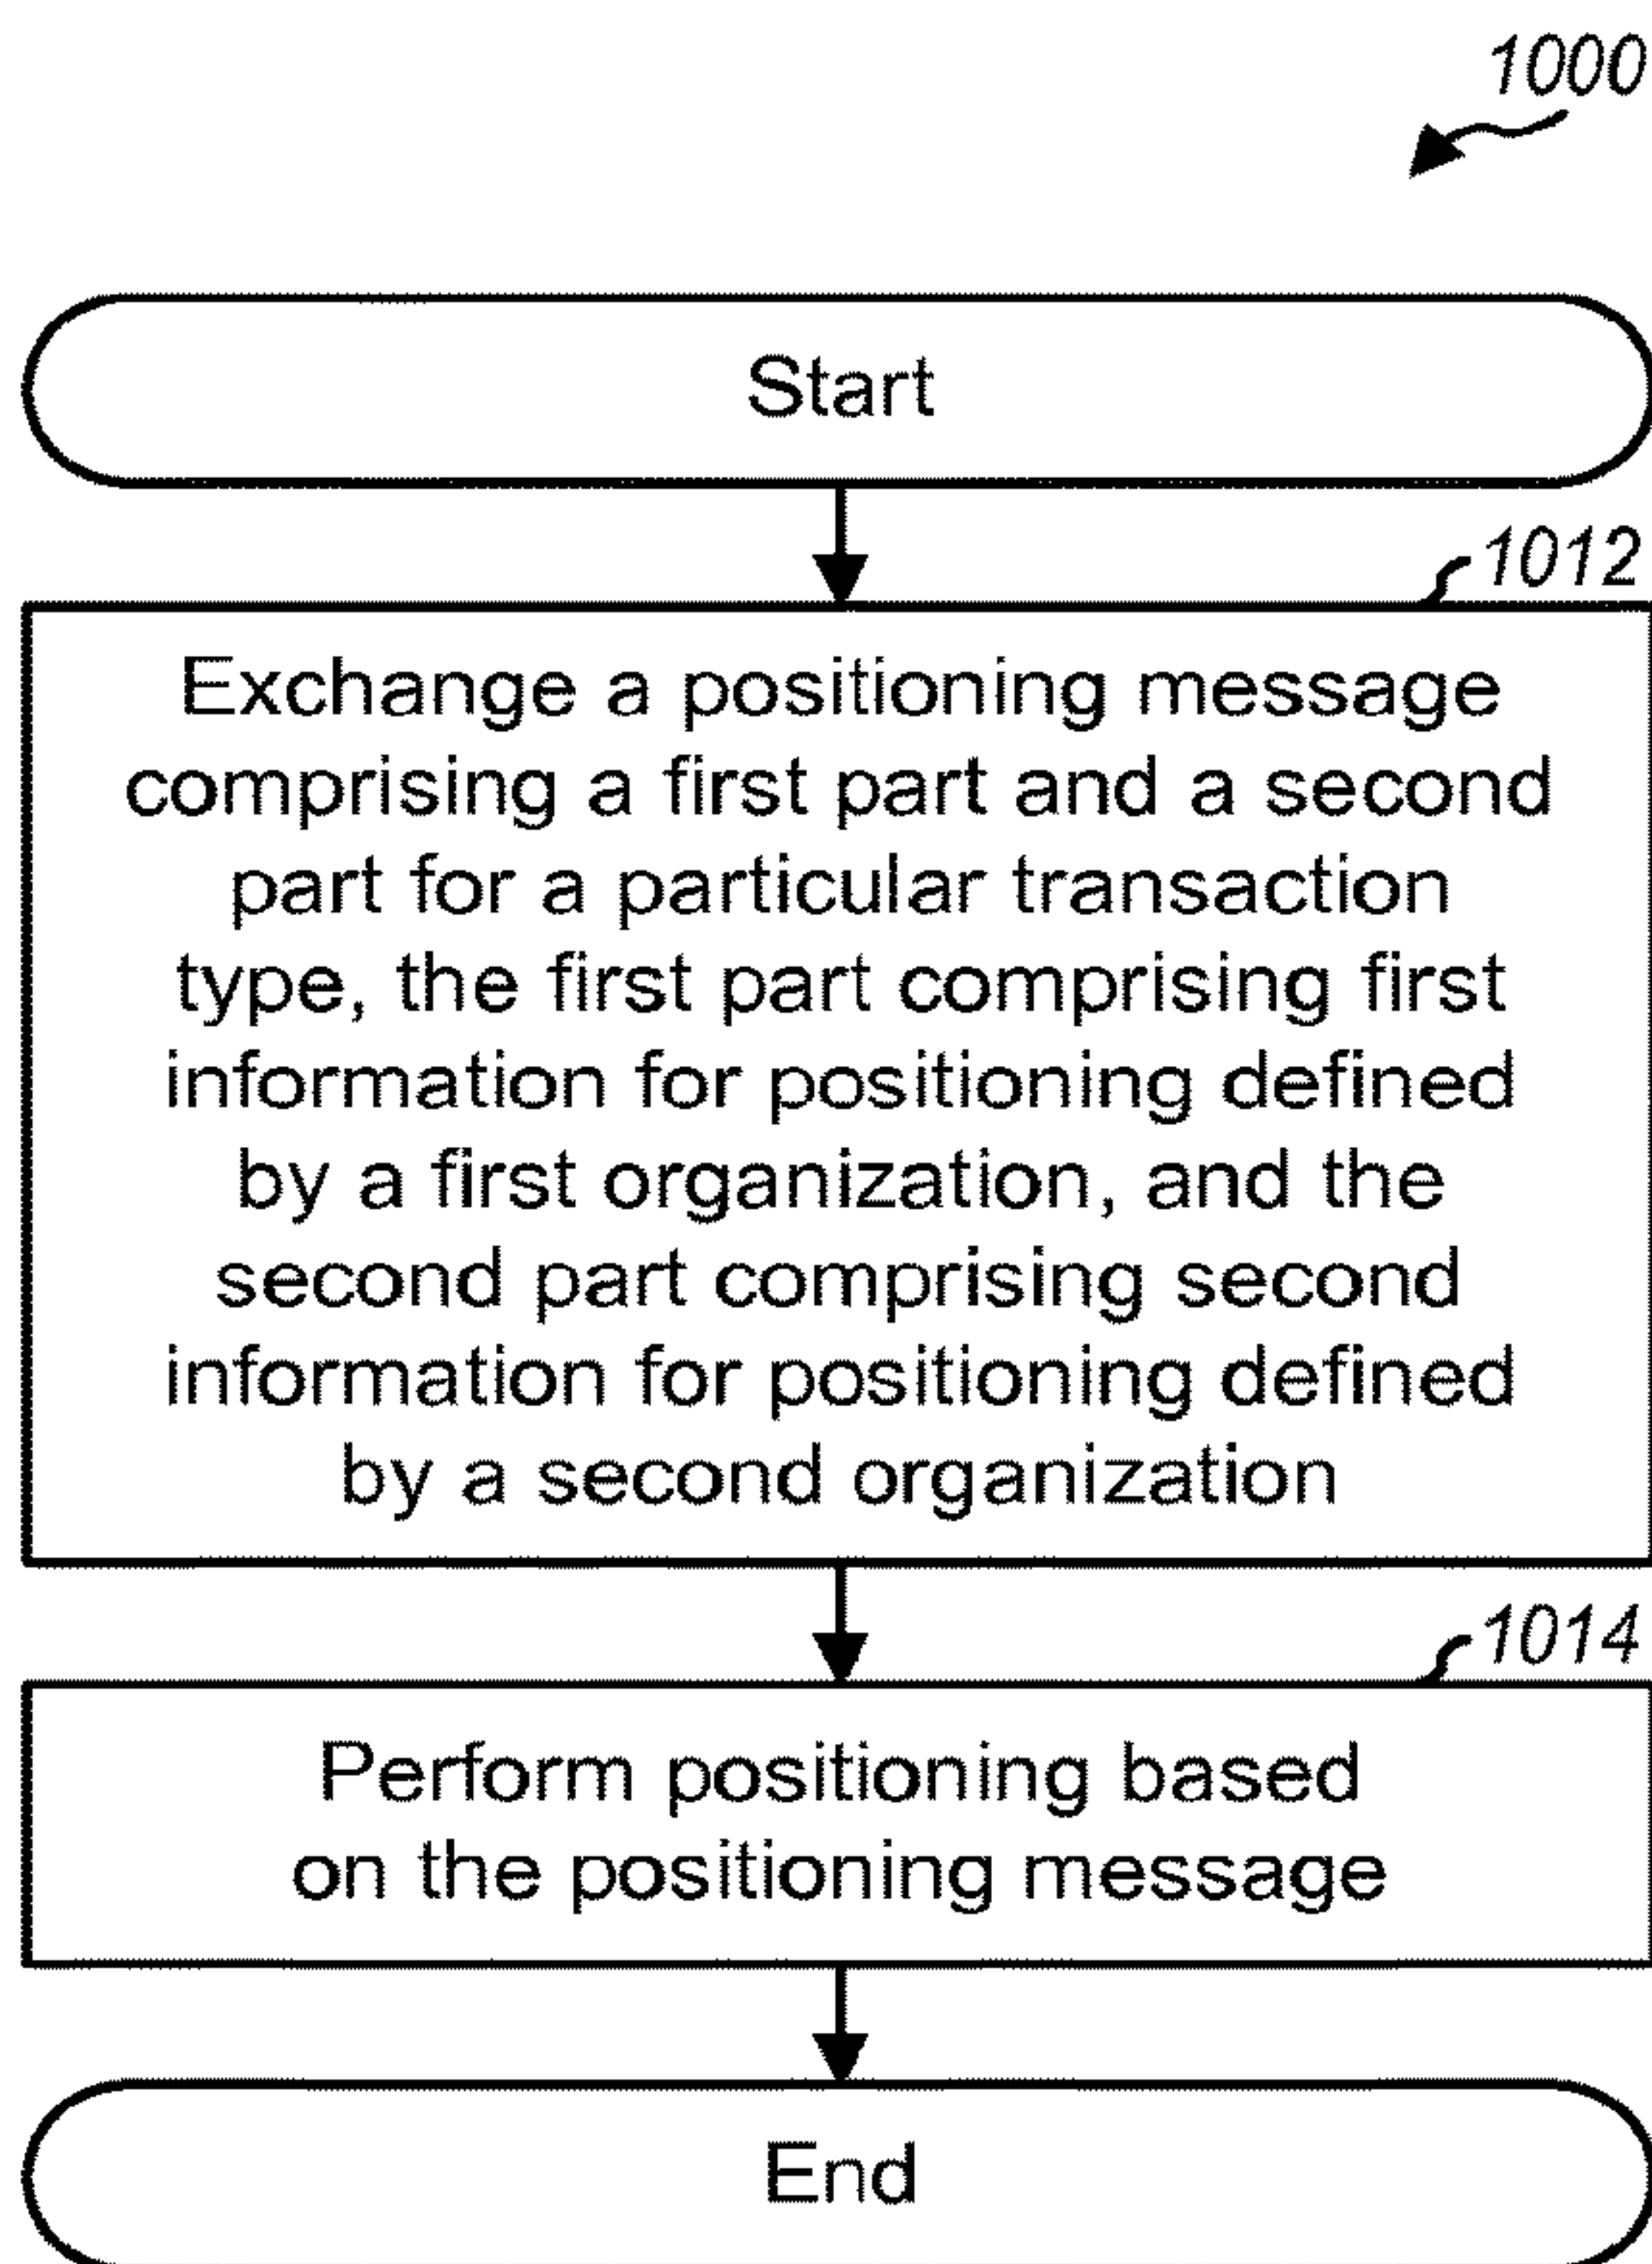 1000
Start
1012
Exchange a positioning message
comprising a first part and a second
part for a particular transaction
type, the first part comprising first
information for positioning defined
by a first organization, and the
second part comprising second
information for positioning defined
by a second organization
1014
Perform positioning based
on the positioning message
End